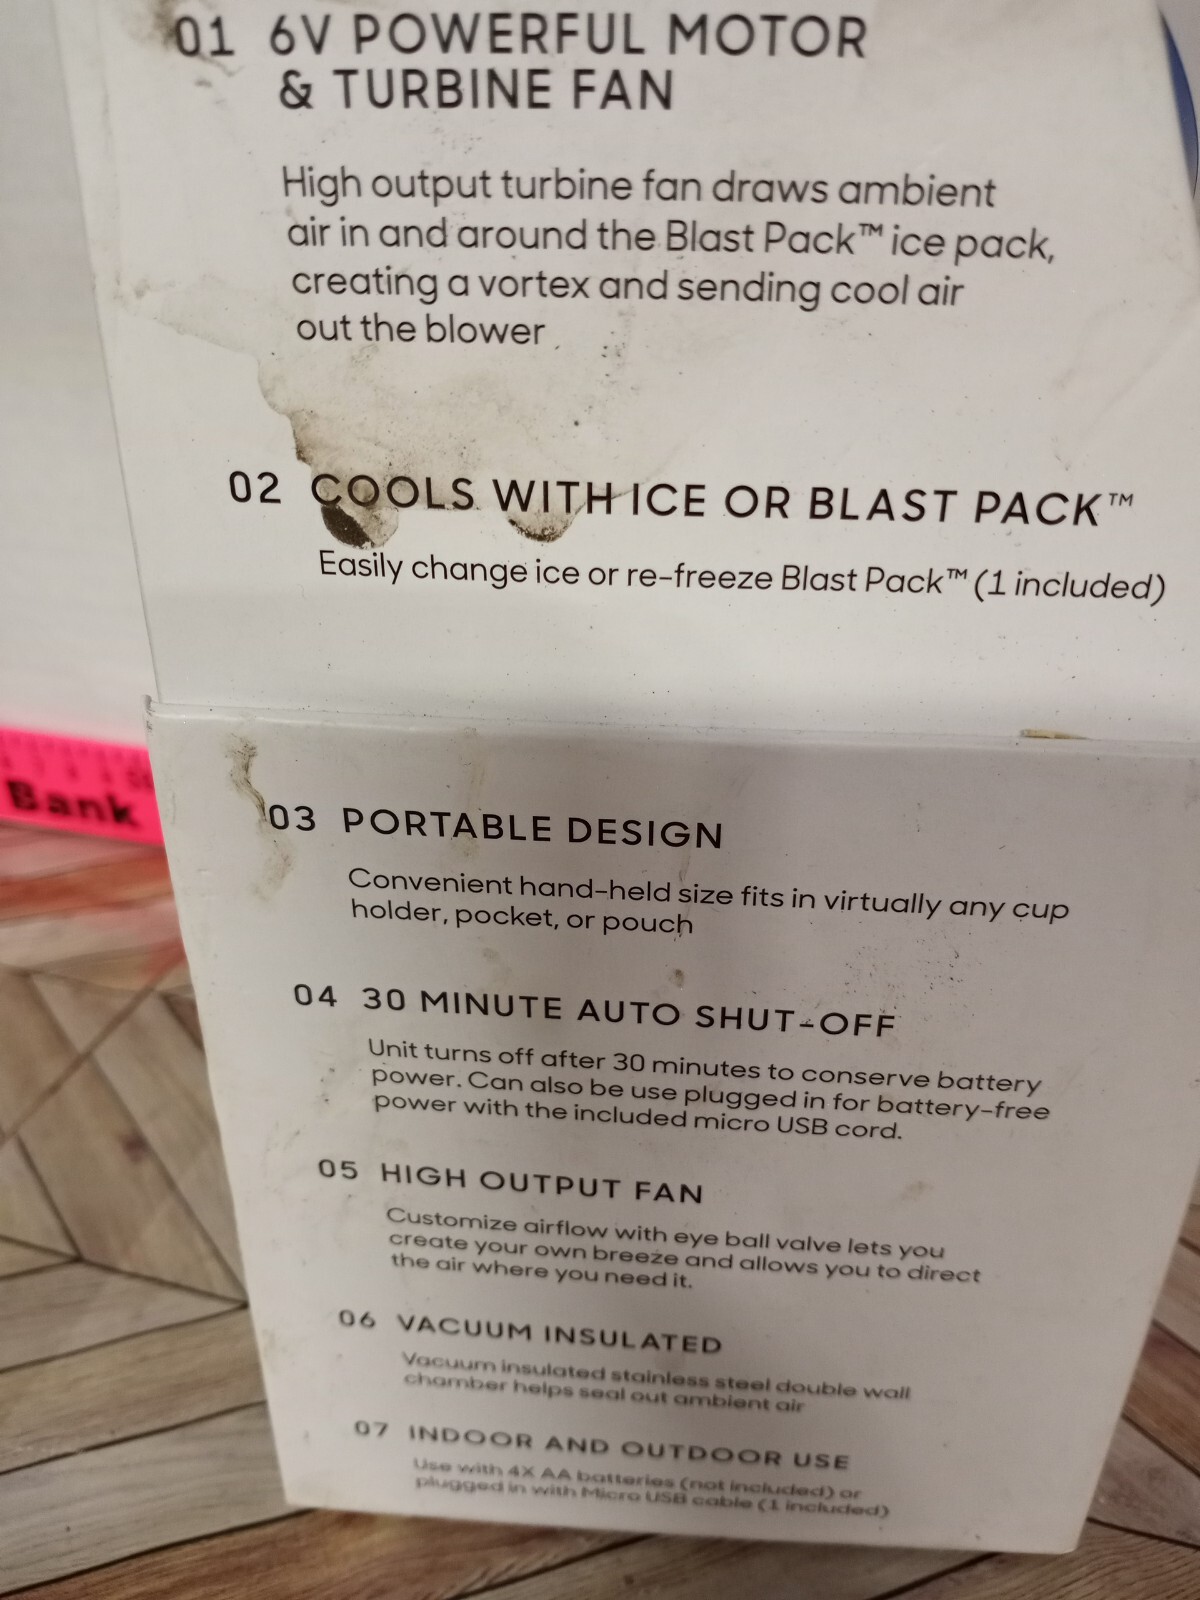 01 6V POWERFUL MOTOR
& TURBINE FAN
High output turbine fan draws ambient
air in and around the Blast Pack™ ice pack,
creating a vortex and sending cool air
out the blower
02 COOLS WITH ICE OR BLAST PACK™
Easily change ice or re-freeze Blast Pack™ (1 included)
Bank
03 PORTABLE DESIGN
Convenient hand-held size fits in virtually any cup
holder, pocket, or pouch
04 30 MINUTE AUTO SHUT-OFF
Unit turns off after 30 minutes to conserve battery
power. Can also be use plugged in for battery-free
power with the included micro USB cord.
05 HIGH OUTPUT FAN
Customize airflow with eye ball valve lets you
create your own breeze and allows you to direct
the air where you need it.
06 VACUUM INSULATED
Vacuum insulated stainless steel double wall
chamber helps seal out ambient air
07 INDOOR AND OUTDOOR USE
Use with 4X AA batteries (not included) or
plugged in with Micro USB cable (1 included)